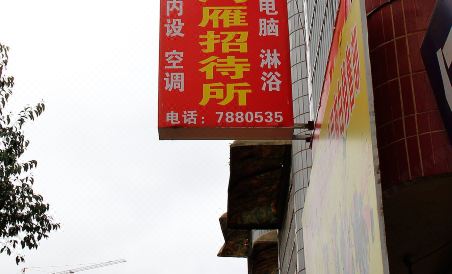 内设 空调
雁招待所
电脑 淋浴
电话：7880535